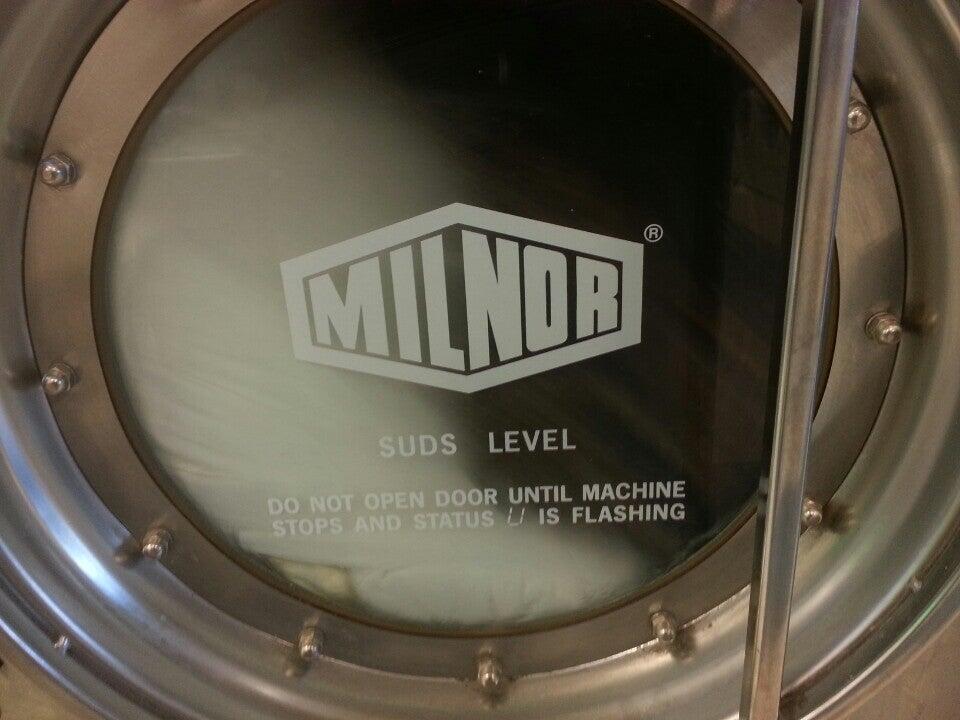 MILNOR®
SUDS LEVEL
DO NOT OPEN DOOR UNTIL MACHINE
STOPS AND STATUS U IS FLASHING